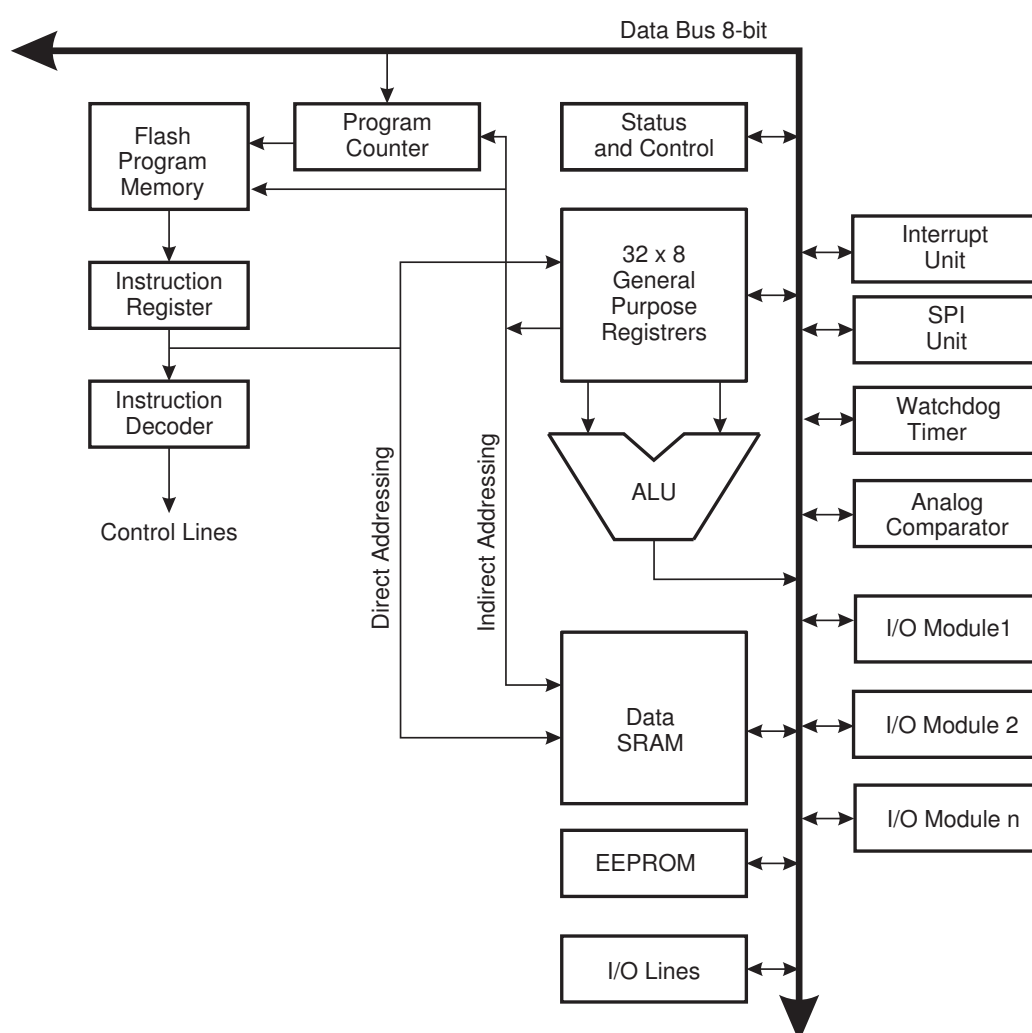 Data Bus 8-bit
Flash
Program
Memory
Program
Counter
Status
and Control
Interrupt
Unit
32 x 8
General
Purpose
Registrers
Instruction
Register
SPI
Unit
Instruction
Decoder
Watchdog
Timer
ALU
Analog
Comparator
Control Lines
Direct Addressing
Indirect Addressing
I/O Module1
Data
SRAM
I/O Module 2
I/O Module n
EEPROM
I/O Lines